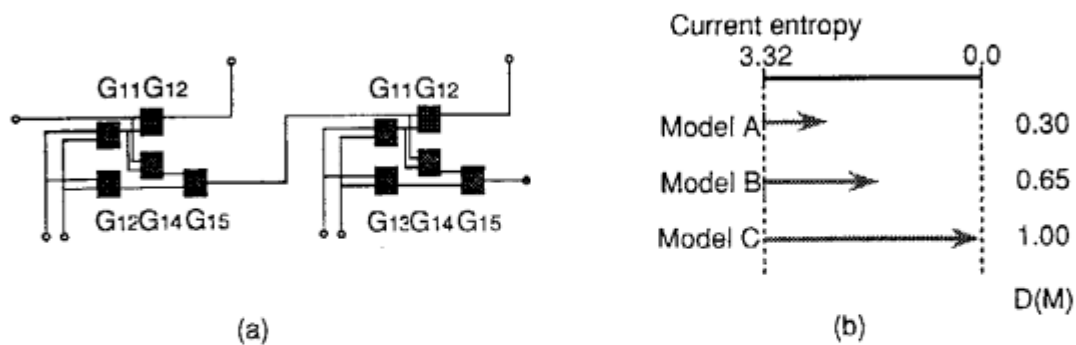 G11G12
G12G14G15
G11G12
G13G14G15
(a)
Current entropy
3.32 0.0
Model A 0.30
Model B 0.65
Model C 1.00
D(M)
(b)